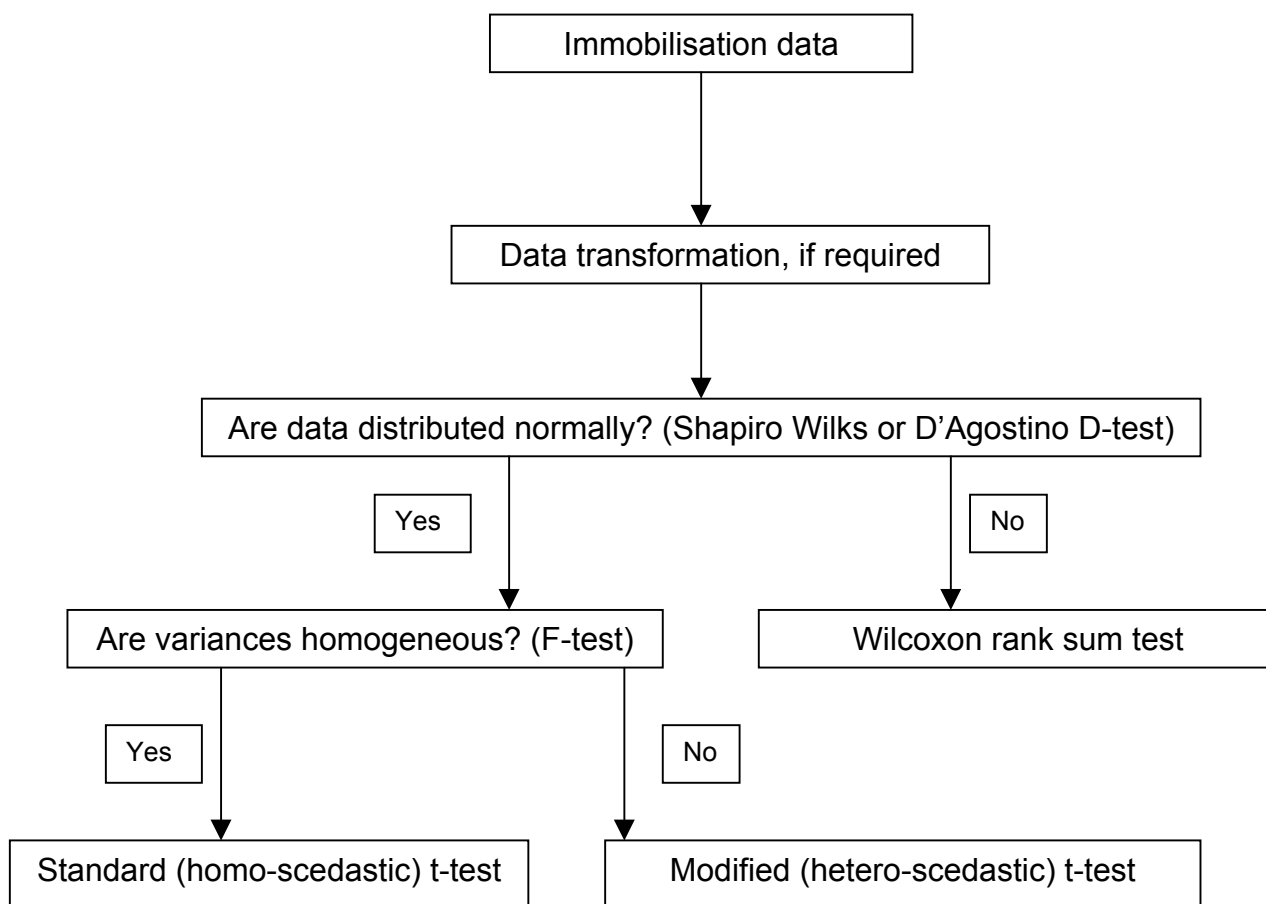 Immobilisation data
Data transformation, if required
Are data distributed normally? (Shapiro Wilks or D’Agostino D-test)
Yes
No
Are variances homogeneous? (F-test)
Wilcoxon rank sum test
Yes
No
Standard (homo-scedastic) t-test
Modified (hetero-scedastic) t-test